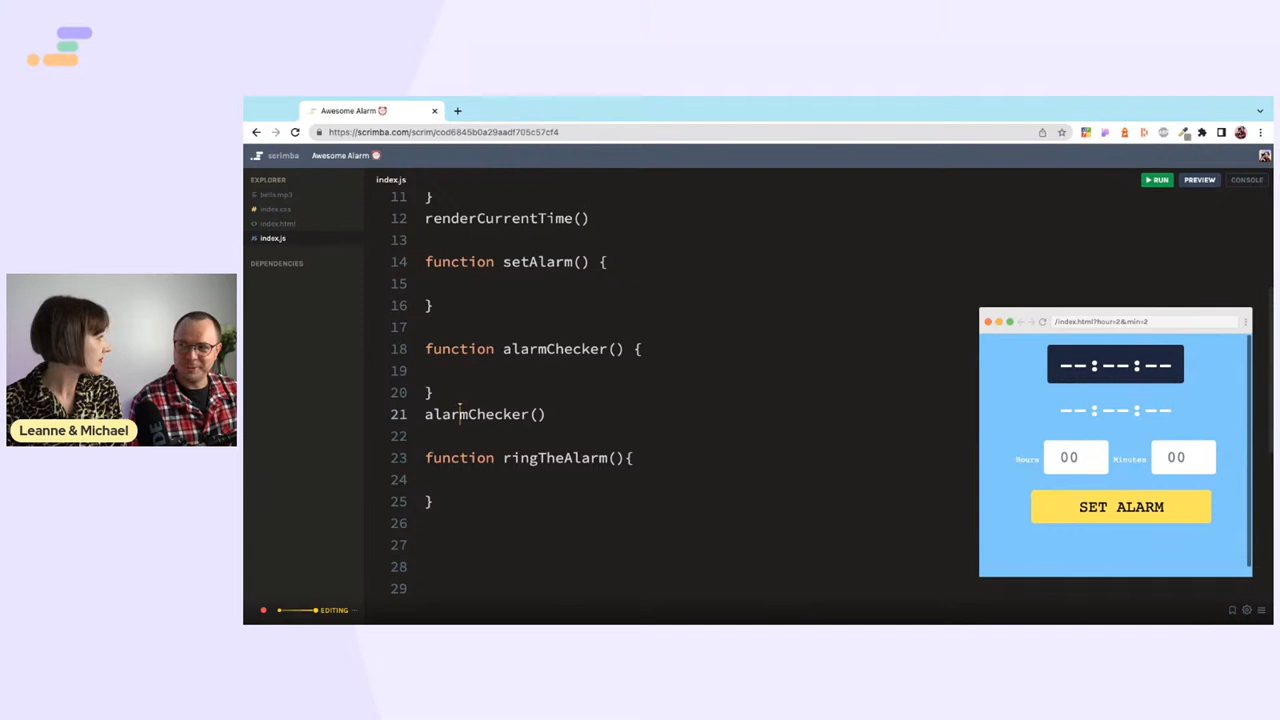 Awesome Alarm ⏰
https://scrimba.com/scrim/cod6845b0a29aadf705c57cf4
scrimba Awesome Alarm ⏰
EXPLORER
bells.mp3
index.css
index.html
index.js
DEPENDENCIES
index.js
RUN PREVIEW CONSOLE
11 }
12 renderCurrentTime()
13
14 function setAlarm() {
15
16 }
17
18 function alarmChecker() {
19
20 }
21 alarmChecker()
22
23 function ringTheAlarm(){
24
25 }
26
27
28
29
/index.html?hour=2&min=2
--:--:--
--:--:--
Hours 00 Minutes 00
SET ALARM
EDITING
Leanne & Michael